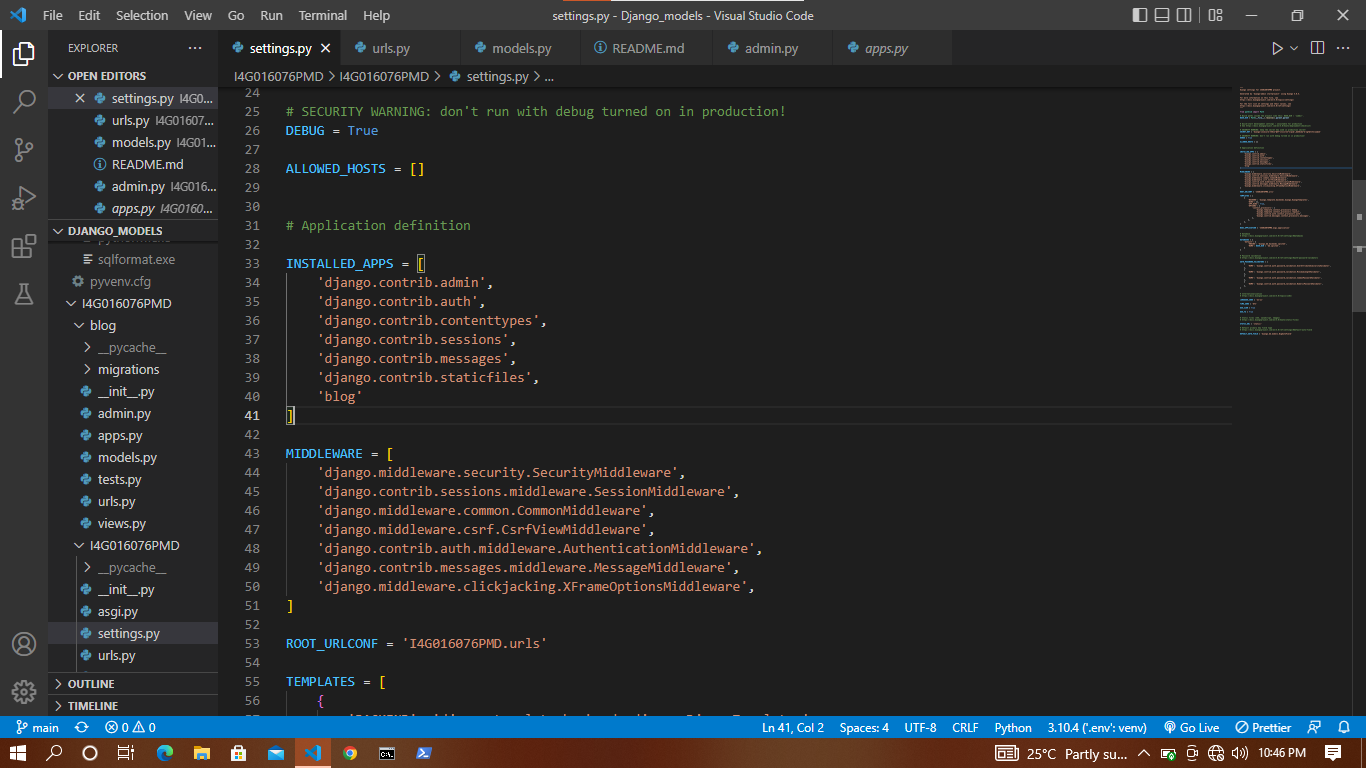 File Edit Selection View Go Run Terminal Help
settings.py - Django_models - Visual Studio Code
EXPLORER
OPEN EDITORS
settings.py I4G0...
urls.py I4G01607...
models.py I4G01...
README.md
admin.py I4G016...
apps.py I4G0160...
DJANGO_MODELS
sqlformat.exe
pyvenv.cfg
I4G016076PMD
blog
__pycache__
migrations
__init__.py
admin.py
apps.py
models.py
tests.py
urls.py
views.py
I4G016076PMD
__pycache__
__init__.py
asgi.py
settings.py
urls.py
OUTLINE
TIMELINE
settings.py urls.py models.py README.md admin.py apps.py
I4G016076PMD > I4G016076PMD > settings.py > ...
24
25 # SECURITY WARNING: don't run with debug turned on in production!
26 DEBUG = True
27
28 ALLOWED_HOSTS = []
29
30
31 # Application definition
32
33 INSTALLED_APPS = [
34 'django.contrib.admin',
35 'django.contrib.auth',
36 'django.contrib.contenttypes',
37 'django.contrib.sessions',
38 'django.contrib.messages',
39 'django.contrib.staticfiles',
40 'blog'
41 ]
42
43 MIDDLEWARE = [
44 'django.middleware.security.SecurityMiddleware',
45 'django.contrib.sessions.middleware.SessionMiddleware',
46 'django.middleware.common.CommonMiddleware',
47 'django.middleware.csrf.CsrfViewMiddleware',
48 'django.contrib.auth.middleware.AuthenticationMiddleware',
49 'django.contrib.messages.middleware.MessageMiddleware',
50 'django.middleware.clickjacking.XFrameOptionsMiddleware',
51 ]
52
53 ROOT_URLCONF = 'I4G016076PMD.urls'
54
55 TEMPLATES = [
56 {
main 0 0 Ln 41, Col 2 Spaces: 4 UTF-8 CRLF Python 3.10.4 ('.env': venv) Go Live Prettier
25°C Partly su... 10:46 PM